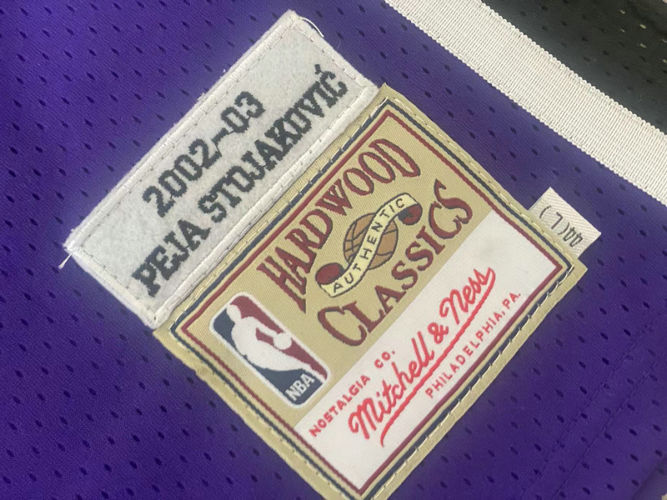 2002-03
PEJA STOJAKOVIĆ
HARDWOOD
AUTHENTIC
CLASSICS
NBA
NOSTALGIA CO.
Mitchell & Ness
PHILADELPHIA, PA.